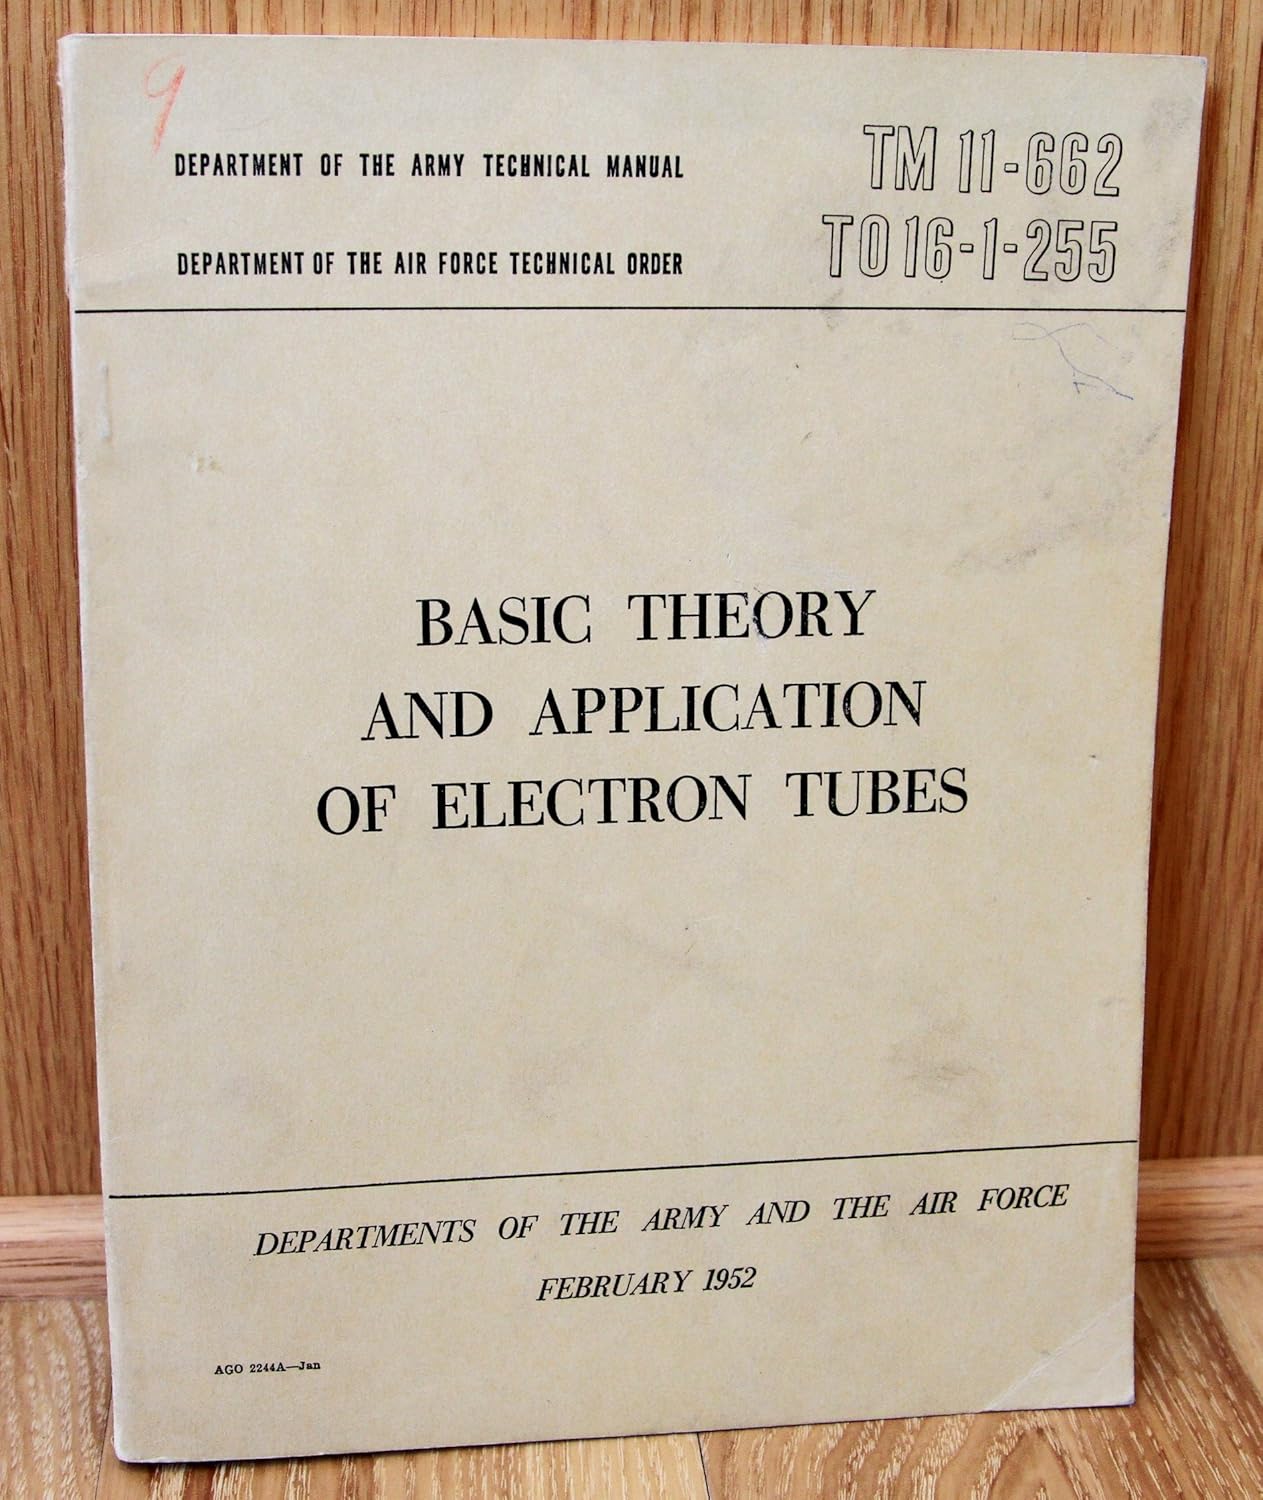 9
DEPARTMENT OF THE ARMY TECHNICAL MANUAL TM 11-662
DEPARTMENT OF THE AIR FORCE TECHNICAL ORDER TO 16-1-255
BASIC THEORY
AND APPLICATION
OF ELECTRON TUBES
DEPARTMENTS OF THE ARMY AND THE AIR FORCE
FEBRUARY 1952
AGO 2244A—Jan